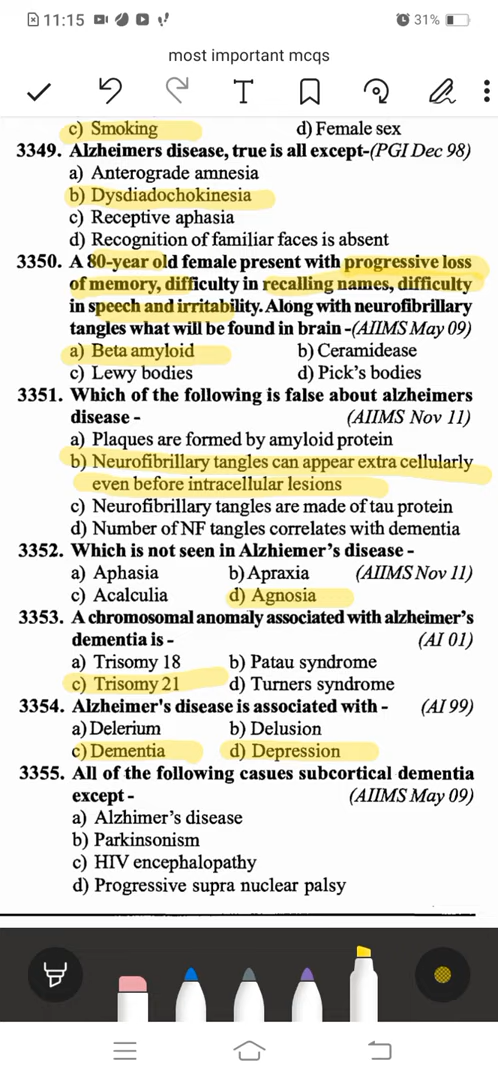 11:15
31%
most important mcqs
T
c) Smoking d) Female sex
3349. Alzheimers disease, true is all except-(PGI Dec 98)
a) Anterograde amnesia
b) Dysdiadochokinesia
c) Receptive aphasia
d) Recognition of familiar faces is absent
3350. A 80-year old female present with progressive loss
of memory, difficulty in recalling names, difficulty
in speech and irritability. Along with neurofibrillary
tangles what will be found in brain -(AIIMS May 09)
a) Beta amyloid b) Ceramidease
c) Lewy bodies d) Pick's bodies
3351. Which of the following is false about alzheimers
disease - (AIIMS Nov 11)
a) Plaques are formed by amyloid protein
b) Neurofibrillary tangles can appear extra cellularly
even before intracellular lesions
c) Neurofibrillary tangles are made of tau protein
d) Number of NF tangles correlates with dementia
3352. Which is not seen in Alzhiemer's disease -
a) Aphasia b) Apraxia (AIIMS Nov 11)
c) Acalculia d) Agnosia
3353. A chromosomal anomaly associated with alzheimer's
dementia is - (AI 01)
a) Trisomy 18 b) Patau syndrome
c) Trisomy 21 d) Turners syndrome
3354. Alzheimer's disease is associated with - (AI 99)
a) Delerium b) Delusion
c) Dementia d) Depression
3355. All of the following casues subcortical dementia
except - (AIIMS May 09)
a) Alzhimer's disease
b) Parkinsonism
c) HIV encephalopathy
d) Progressive supra nuclear palsy